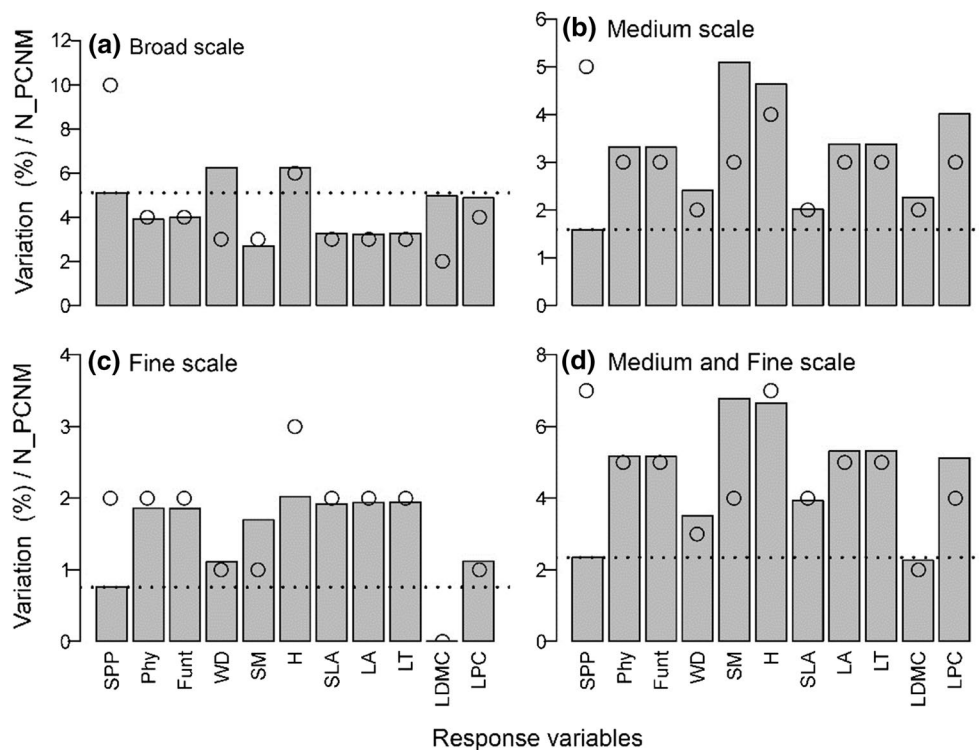 (a) Broad scale
Variation (%) / N_PCNM
12
10
8
6
4
2
0
(b) Medium scale
6
5
4
3
2
1
0
(c) Fine scale
Variation (%) / N_PCNM
4
3
2
1
0
SPP
Phy
Funt
WD
SM
H
SLA
LA
LT
LDMC
LPC
(d) Medium and Fine scale
8
6
4
2
0
SPP
Phy
Funt
WD
SM
H
SLA
LA
LT
LDMC
LPC
Response variables